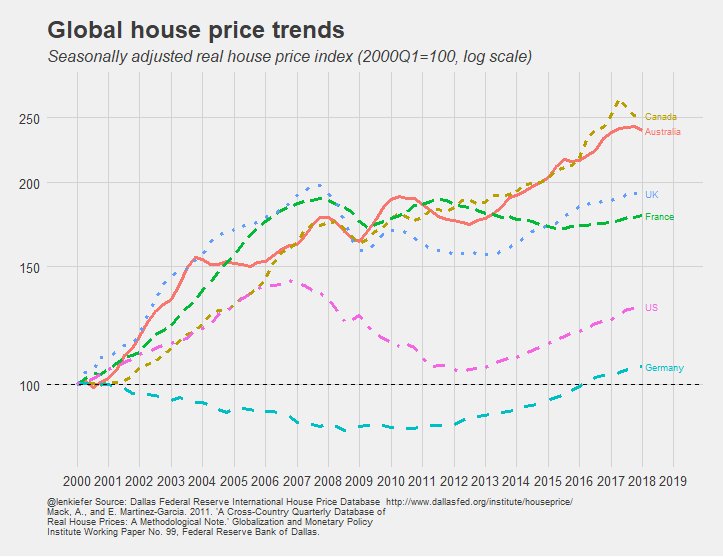 Global house price trends
Seasonally adjusted real house price index (2000Q1=100, log scale)
250
200
150
100
Canada
Australia
UK
France
US
Germany
2000 2001 2002 2003 2004 2005 2006 2007 2008 2009 2010 2011 2012 2013 2014 2015 2016 2017 2018 2019
@lenkiefer Source: Dallas Federal Reserve International House Price Database http://www.dallasfed.org/institute/houseprice/
Mack, A., and E. Martinez-Garcia. 2011. 'A Cross-Country Quarterly Database of
Real House Prices: A Methodological Note.' Globalization and Monetary Policy
Institute Working Paper No. 99, Federal Reserve Bank of Dallas.